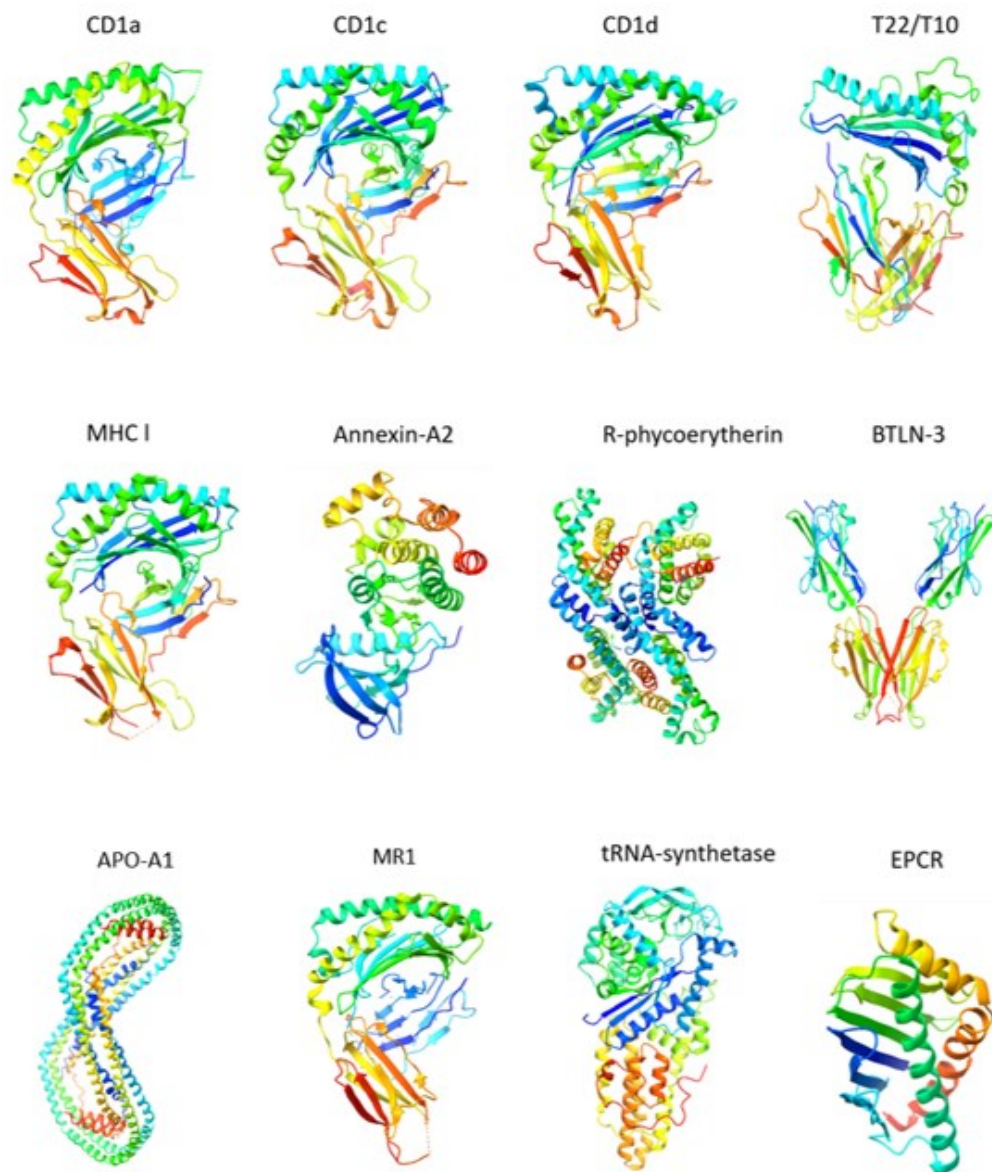 CD1a CD1c CD1d T22/T10
MHC I Annexin-A2 R-phycoerytherin BTLN-3
APO-A1 MR1 tRNA-synthetase EPCR